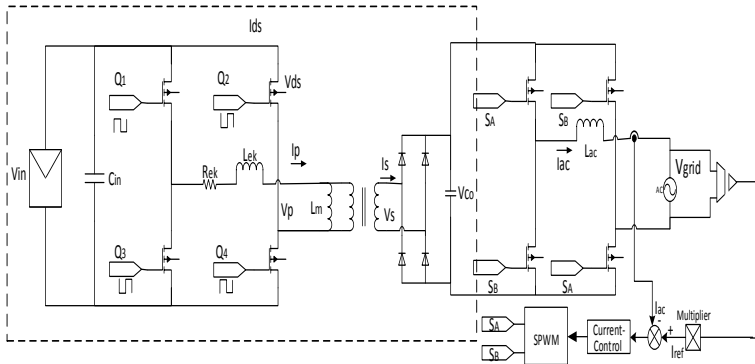 Ids
Q1
Q2
Vds
Vin
Cin
Rek
Lek
Ip
Vp
Lm
Is
Vs
Q3
Q4
Vco
SA
SB
Lac
Iac
Vgrid
AC
SB
SA
SA
SB
SPWM
Current-
Control
Iac
-
+
Iref
Multiplier